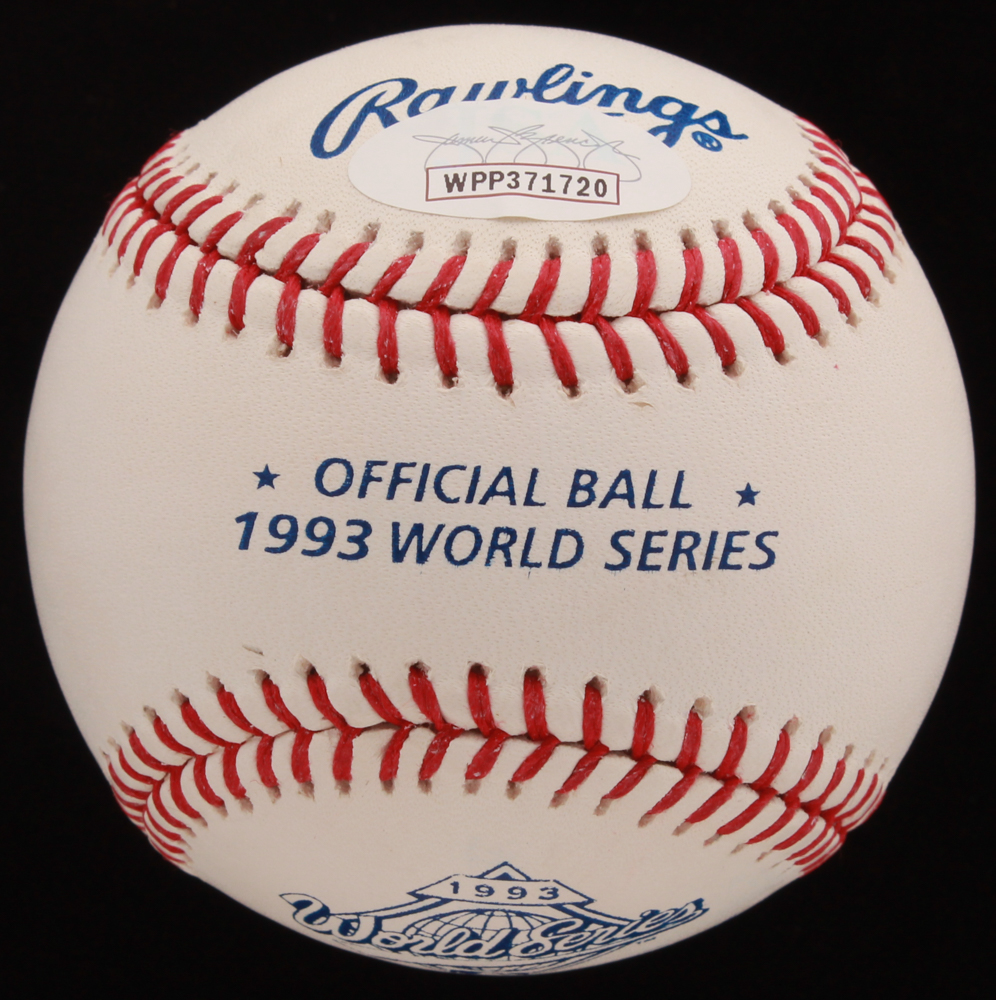 Rawlings®
WPP371720
★ OFFICIAL BALL ★
1993 WORLD SERIES
1993
World Series